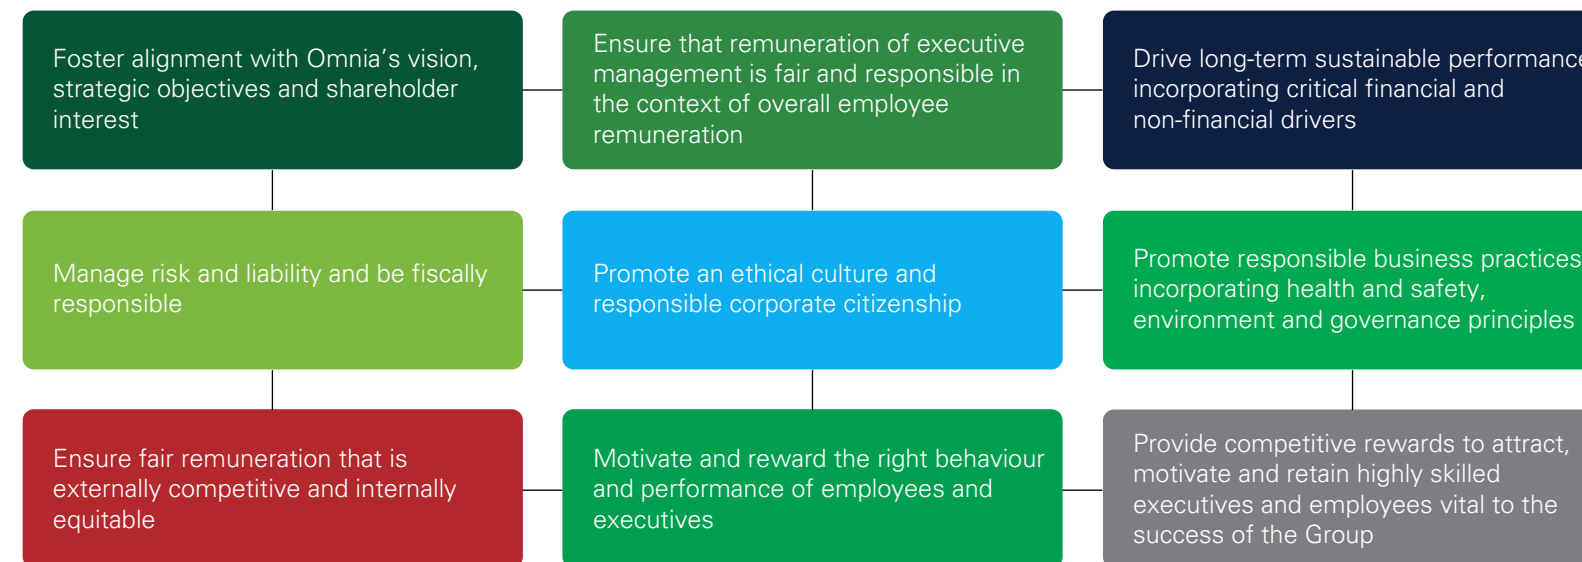 Foster alignment with Omnia’s vision,
strategic objectives and shareholder
interest
Ensure that remuneration of executive
management is fair and responsible in
the context of overall employee
remuneration
Drive long-term sustainable performance
incorporating critical financial and
non-financial drivers
Manage risk and liability and be fiscally
responsible
Promote an ethical culture and
responsible corporate citizenship
Promote responsible business practices
incorporating health and safety,
environment and governance principles
Ensure fair remuneration that is
externally competitive and internally
equitable
Motivate and reward the right behaviour
and performance of employees and
executives
Provide competitive rewards to attract,
motivate and retain highly skilled
executives and employees vital to the
success of the Group